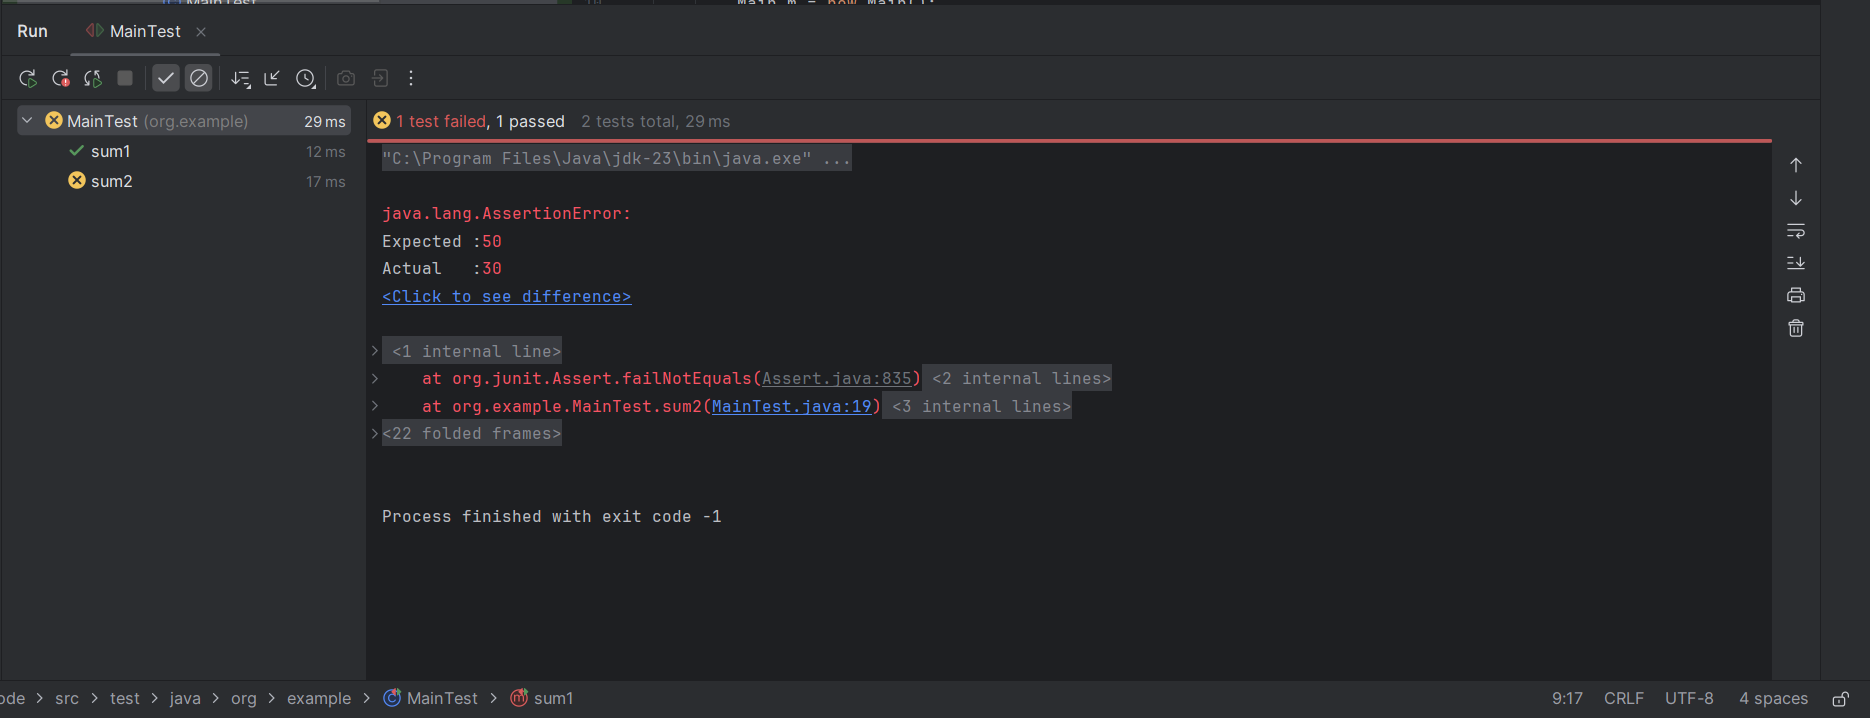 Run MainTest
MainTest (org.example) 29 ms
sum1 12 ms
sum2 17 ms
1 test failed, 1 passed 2 tests total, 29 ms
"C:\Program Files\Java\jdk-23\bin\java.exe" ...
java.lang.AssertionError:
Expected :50
Actual   :30
<Click to see difference>
<1 internal line>
at org.junit.Assert.failNotEquals(Assert.java:835) <2 internal lines>
at org.example.MainTest.sum2(MainTest.java:19) <3 internal lines>
<22 folded frames>
Process finished with exit code -1
src > test > java > org > example > MainTest > sum1 9:17 CRLF UTF-8 4 spaces